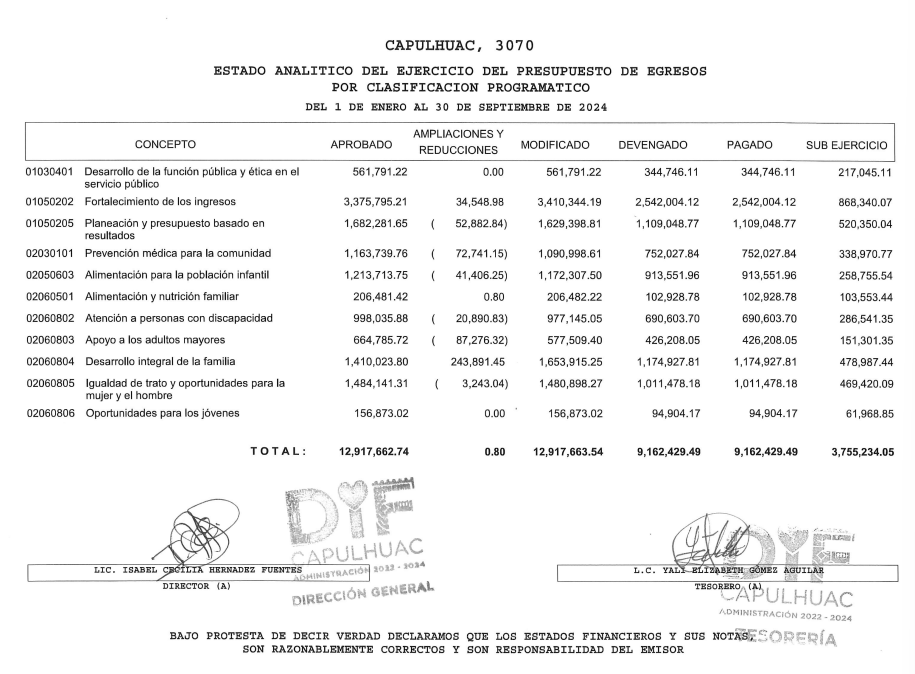 CAPULHUAC, 3070
ESTADO ANALITICO DEL EJERCICIO DEL PRESUPUESTO DE EGRESOS
POR CLASIFICACION PROGRAMATICO
DEL 1 DE ENERO AL 30 DE SEPTIEMBRE DE 2024
CONCEPTO APROBADO AMPLIACIONES Y REDUCCIONES MODIFICADO DEVENGADO PAGADO SUB EJERCICIO
01030401 Desarrollo de la función pública y ética en el 561,791.22 0.00 561,791.22 344,746.11 344,746.11 217,045.11
servicio público
01050202 Fortalecimiento de los ingresos 3,375,795.21 34,548.98 3,410,344.19 2,542,004.12 2,542,004.12 868,340.07
01050205 Planeación y presupuesto basado en 1,682,281.65 ( 52,882.84) 1,629,398.81 1,109,048.77 1,109,048.77 520,350.04
resultados
02030101 Prevención médica para la comunidad 1,163,739.76 ( 72,741.15) 1,090,998.61 752,027.84 752,027.84 338,970.77
02050603 Alimentación para la población infantil 1,213,713.75 ( 41,406.25) 1,172,307.50 913,551.96 913,551.96 258,755.54
02060501 Alimentación y nutrición familiar 206,481.42 0.80 206,482.22 102,928.78 102,928.78 103,553.44
02060802 Atención a personas con discapacidad 998,035.88 ( 20,890.83) 977,145.05 690,603.70 690,603.70 286,541.35
02060803 Apoyo a los adultos mayores 664,785.72 ( 87,276.32) 577,509.40 426,208.05 426,208.05 151,301.35
02060804 Desarrollo integral de la familia 1,410,023.80 243,891.45 1,653,915.25 1,174,927.81 1,174,927.81 478,987.44
02060805 Igualdad de trato y oportunidades para la 1,484,141.31 ( 3,243.04) 1,480,898.27 1,011,478.18 1,011,478.18 469,420.09
mujer y el hombre
02060806 Oportunidades para los jóvenes 156,873.02 0.00 156,873.02 94,904.17 94,904.17 61,968.85
TOTAL: 12,917,662.74 0.80 12,917,663.54 9,162,429.49 9,162,429.49 3,755,234.05
DIF
CAPULHUAC
ADMINISTRACIÓN 2022 - 2024
DIRECCIÓN GENERAL
LIC. ISABEL CECILIA HERNADEZ FUENTES
DIRECTOR (A)
DIF
L.C. YALI ELIZABETH GÓMEZ AGUILAR
TESORERO (A)
CAPULHUAC
ADMINISTRACIÓN 2022 - 2024
TESORERÍA
BAJO PROTESTA DE DECIR VERDAD DECLARAMOS QUE LOS ESTADOS FINANCIEROS Y SUS NOTAS,
SON RAZONABLEMENTE CORRECTOS Y SON RESPONSABILIDAD DEL EMISOR